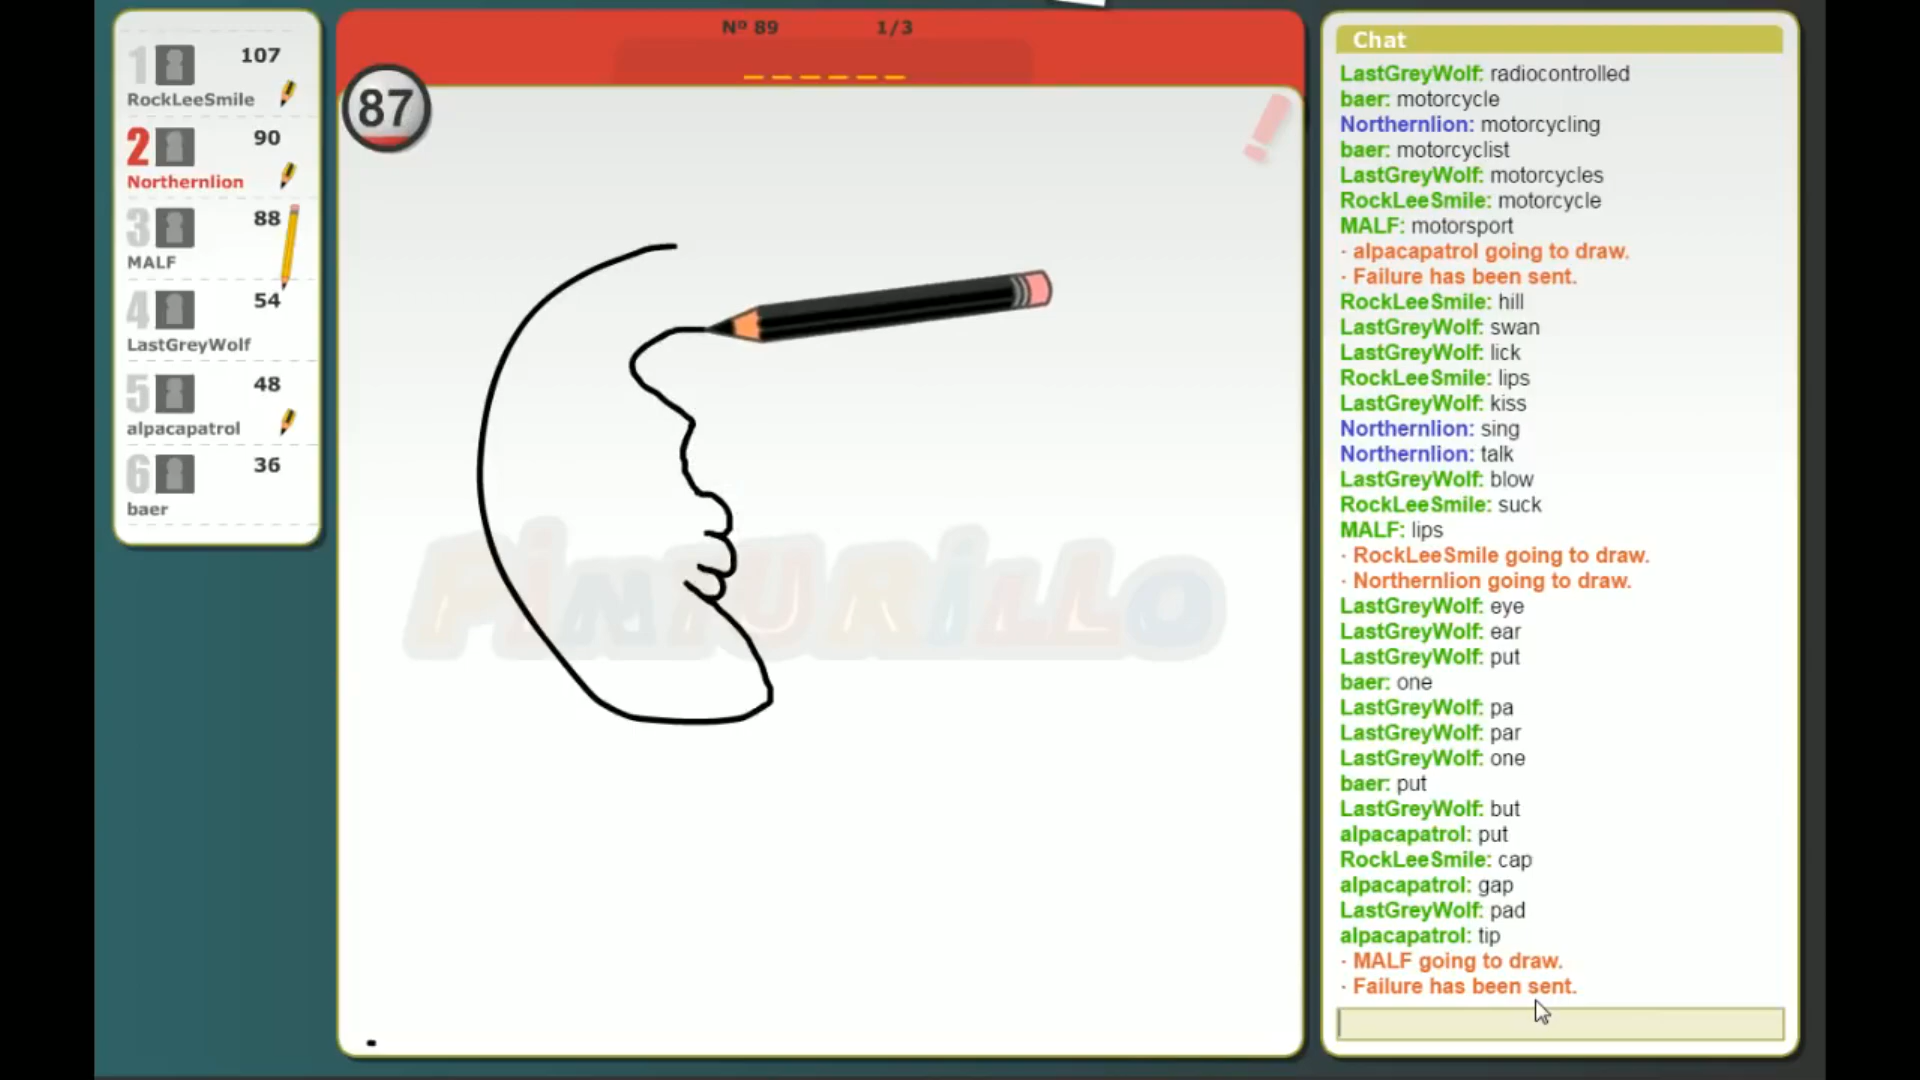 Nº 89 1/3
87
1 107
RockLeeSmile
2 90
Northernlion
3 88
MALF
4 54
LastGreyWolf
5 48
alpacapatrol
6 36
baer
PiNTURiLLO
Chat
LastGreyWolf: radiocontrolled
baer: motorcycle
Northernlion: motorcycling
baer: motorcyclist
LastGreyWolf: motorcycles
RockLeeSmile: motorcycle
MALF: motorsport
· alpacapatrol going to draw.
· Failure has been sent.
RockLeeSmile: hill
LastGreyWolf: swan
LastGreyWolf: lick
RockLeeSmile: lips
LastGreyWolf: kiss
Northernlion: sing
Northernlion: talk
LastGreyWolf: blow
RockLeeSmile: suck
MALF: lips
· RockLeeSmile going to draw.
· Northernlion going to draw.
LastGreyWolf: eye
LastGreyWolf: ear
LastGreyWolf: put
baer: one
LastGreyWolf: pa
LastGreyWolf: par
LastGreyWolf: one
baer: put
LastGreyWolf: but
alpacapatrol: put
RockLeeSmile: cap
alpacapatrol: gap
LastGreyWolf: pad
alpacapatrol: tip
· MALF going to draw.
· Failure has been sent.